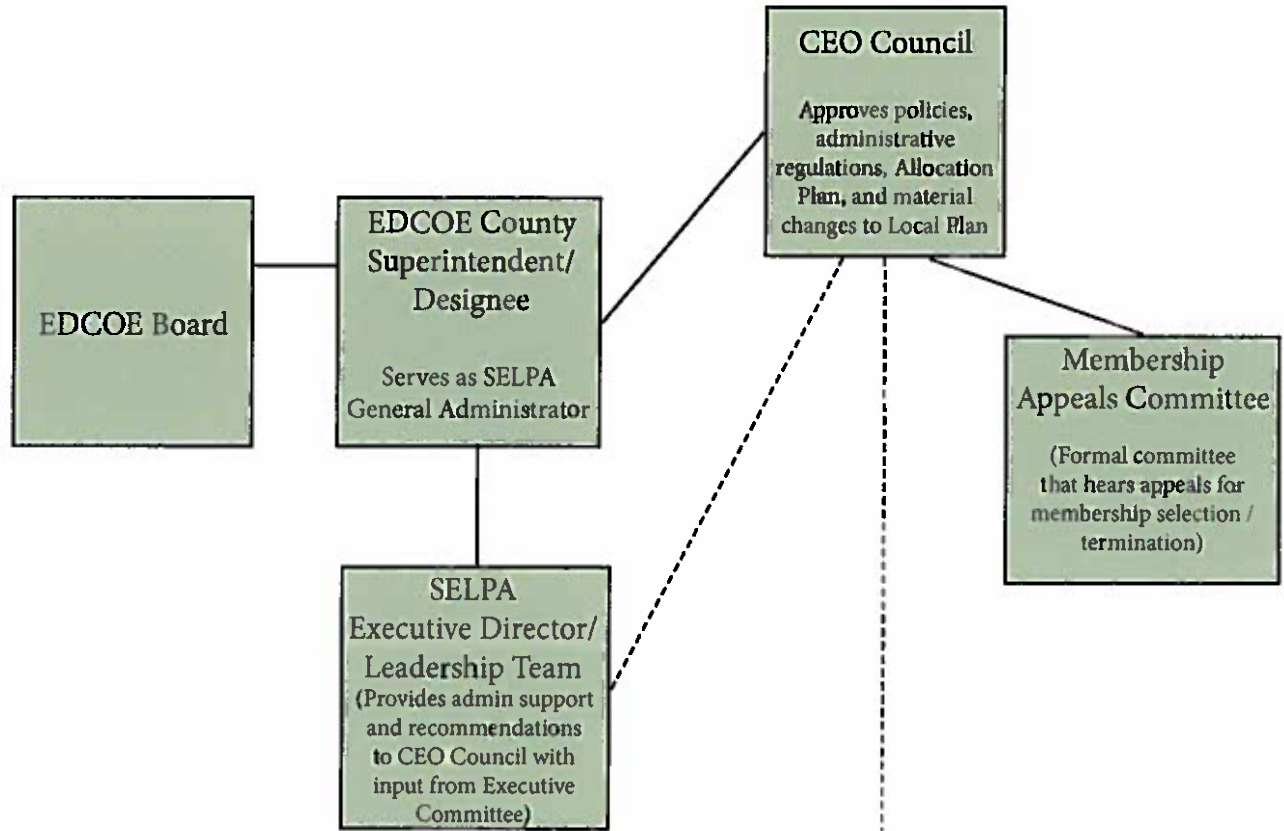 CEO Council
Approves policies,
administrative
regulations, Allocation
Plan, and material
changes to Local Plan
EDCOE Board
EDCOE County
Superintendent/
Designee
Serves as SELPA
General Administrator
Membership
Appeals Committee
(Formal committee
that hears appeals for
membership selection /
termination)
SELPA
Executive Director/
Leadership Team
(Provides admin support
and recommendations
to CEO Council with
input from Executive
Committee)